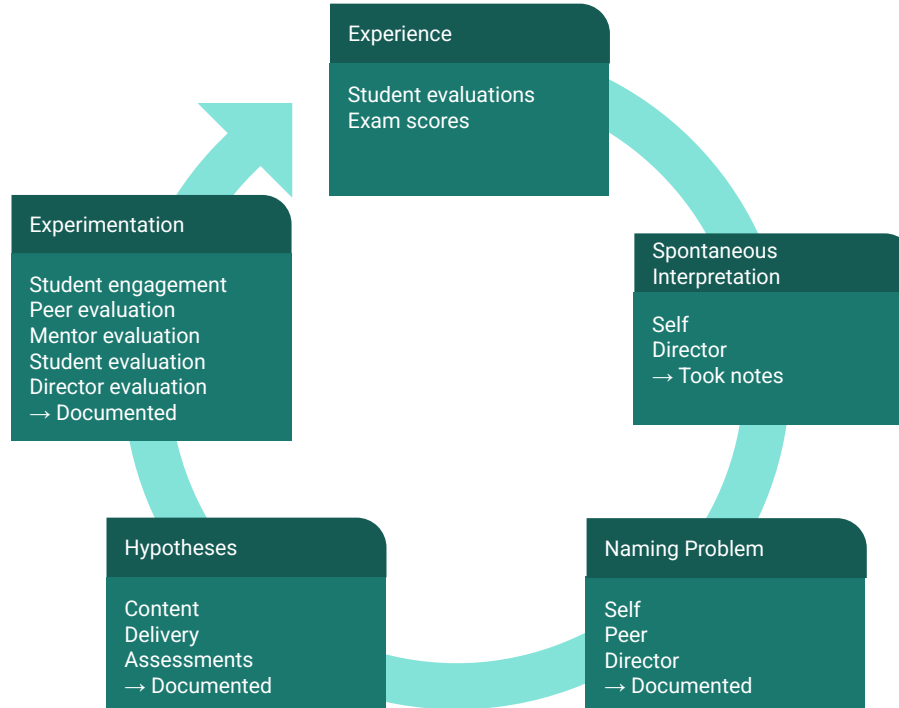 Experience
Student evaluations
Exam scores
Spontaneous
Interpretation
Self
Director
→ Took notes
Naming Problem
Self
Peer
Director
→ Documented
Hypotheses
Content
Delivery
Assessments
→ Documented
Experimentation
Student engagement
Peer evaluation
Mentor evaluation
Student evaluation
Director evaluation
→ Documented